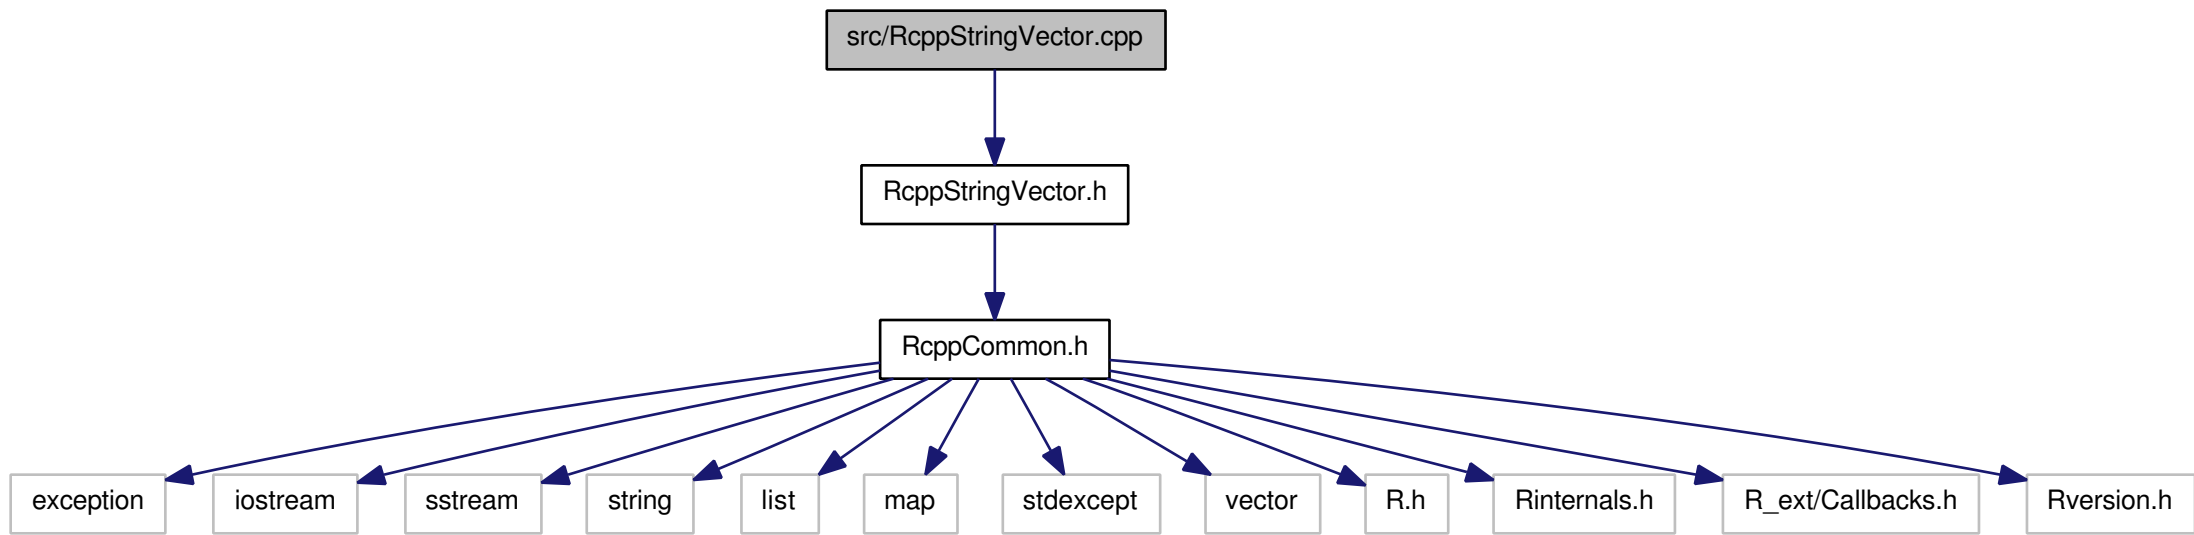 src/RcppStringVector.cpp
RcppStringVector.h
RcppCommon.h
exception
iostream
sstream
string
list
map
stdexcept
vector
R.h
Rinternals.h
R_ext/Callbacks.h
Rversion.h